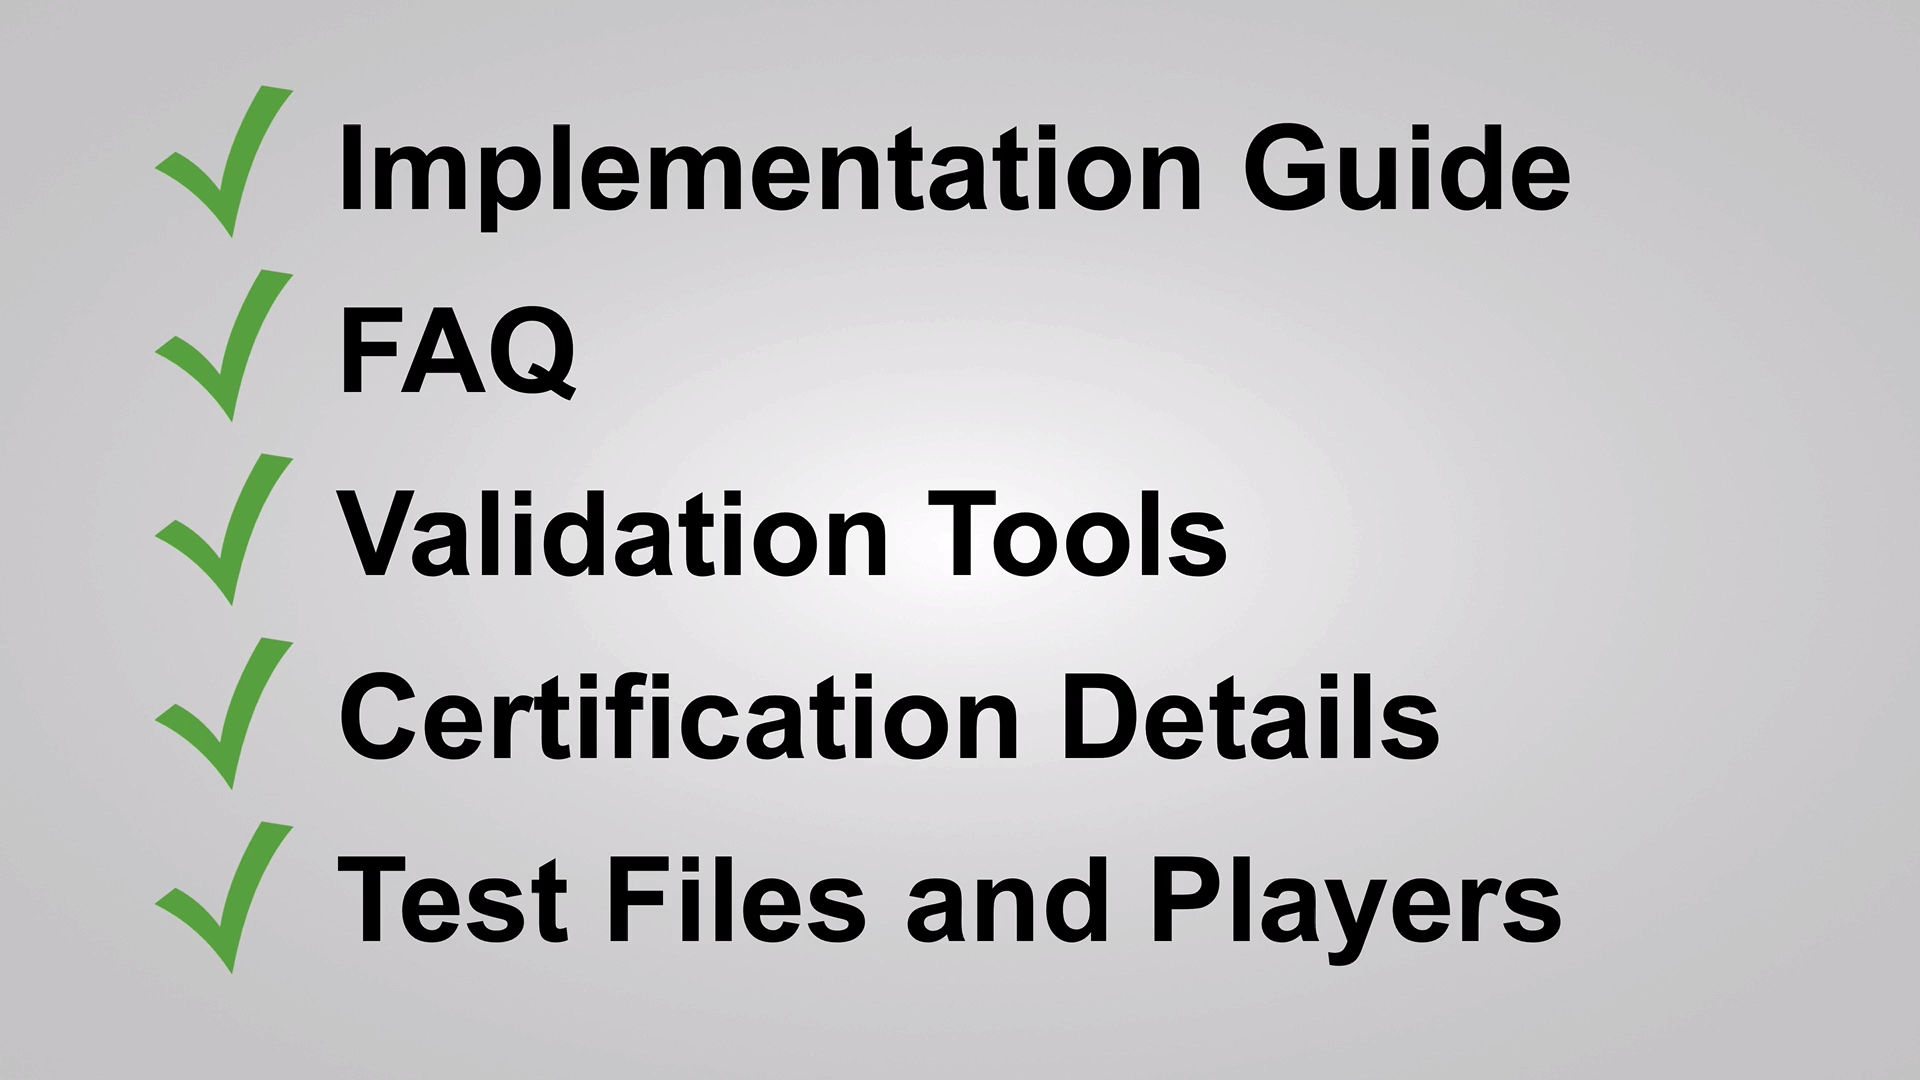 Implementation Guide
FAQ
Validation Tools
Certification Details
Test Files and Players